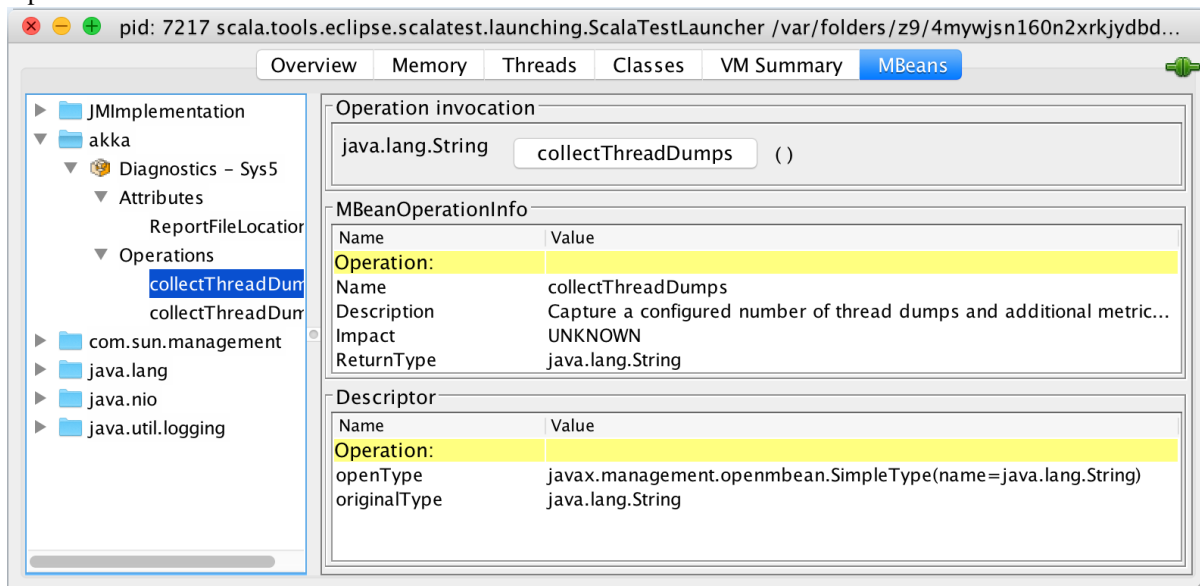 pid: 7217 scala.tools.eclipse.scalatest.launching.ScalaTestLauncher /var/folders/z9/4mywjsn160n2xrkjydbd...
Overview Memory Threads Classes VM Summary MBeans
JMImplementation
akka
Diagnostics – Sys5
Attributes
ReportFileLocation
Operations
collectThreadDum
collectThreadDum
com.sun.management
java.lang
java.nio
java.util.logging
Operation invocation
java.lang.String collectThreadDumps ()
MBeanOperationInfo
Name Value
Operation:
Name collectThreadDumps
Description Capture a configured number of thread dumps and additional metric...
Impact UNKNOWN
ReturnType java.lang.String
Descriptor
Name Value
Operation:
openType javax.management.openmbean.SimpleType(name=java.lang.String)
originalType java.lang.String